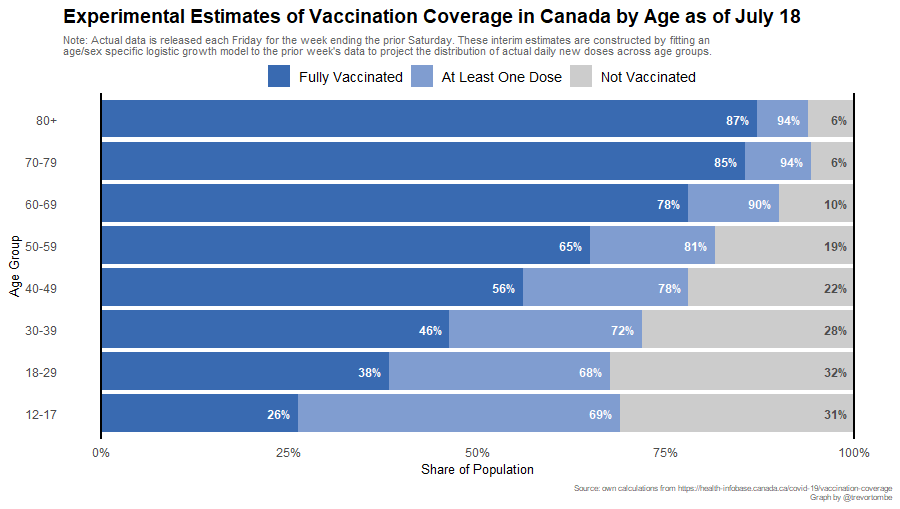 Experimental Estimates of Vaccination Coverage in Canada by Age as of July 18
Note: Actual data is released each Friday for the week ending the prior Saturday. These interim estimates are constructed by fitting an
age/sex specific logistic growth model to the prior week's data to project the distribution of actual daily new doses across age groups.
Fully Vaccinated At Least One Dose Not Vaccinated
80+ 87% 94% 6%
70-79 85% 94% 6%
60-69 78% 90% 10%
50-59 65% 81% 19%
Age Group
40-49 56% 78% 22%
30-39 46% 72% 28%
18-29 38% 68% 32%
12-17 26% 69% 31%
0% 25% 50% 75% 100%
Share of Population
Source: own calculations from https://health-infobase.canada.ca/covid-19/vaccination-coverage
Graph by @trevortombe